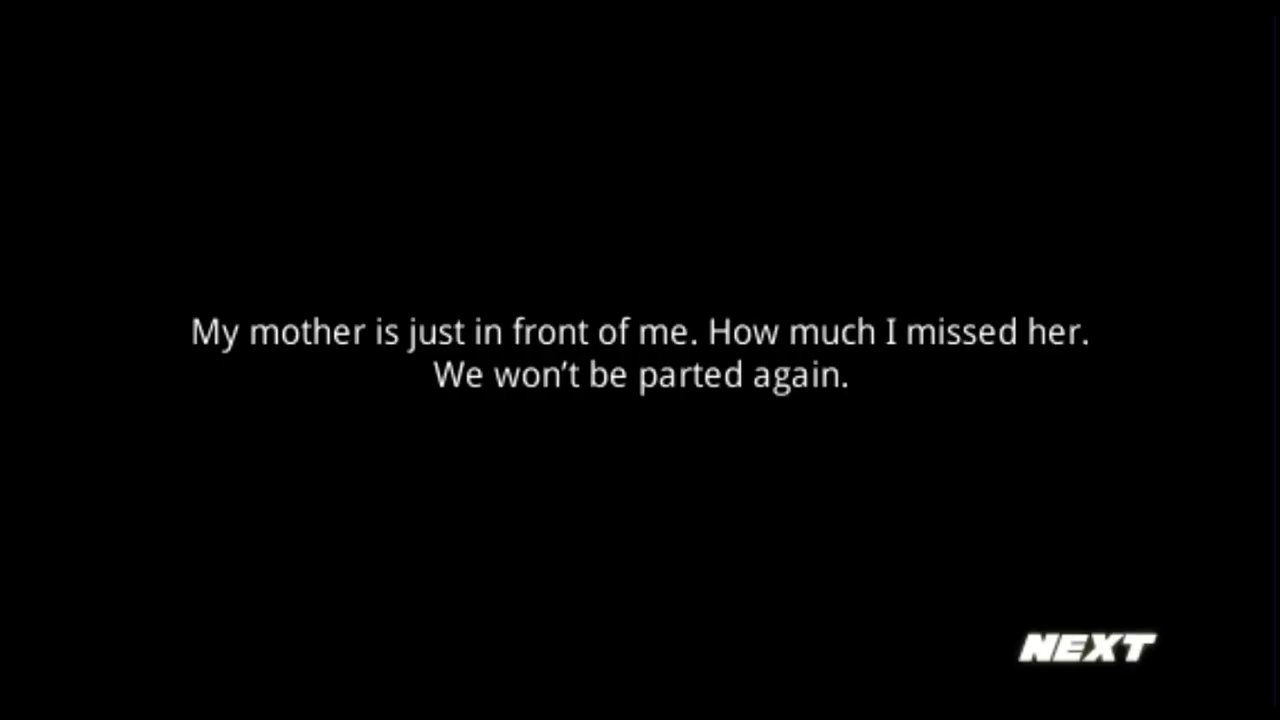 My mother is just in front of me. How much I missed her.
We won’t be parted again.
NEXT